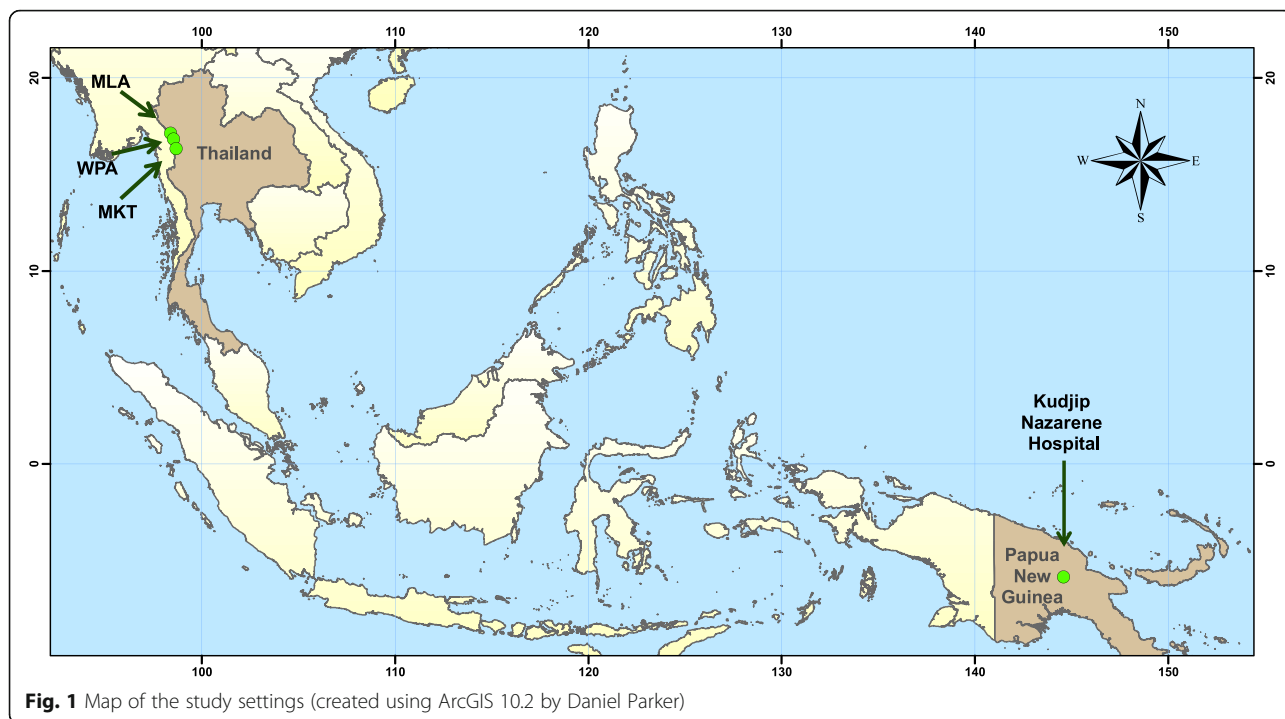 100 110 120 130 140 150
20 20
MLA
N
Thailand
W E
WPA
S
MKT
10 10
Kudjip
Nazarene
Hospital
0 0
Papua
New
Guinea
100 110 120 130 140 150
Fig. 1 Map of the study settings (created using ArcGIS 10.2 by Daniel Parker)